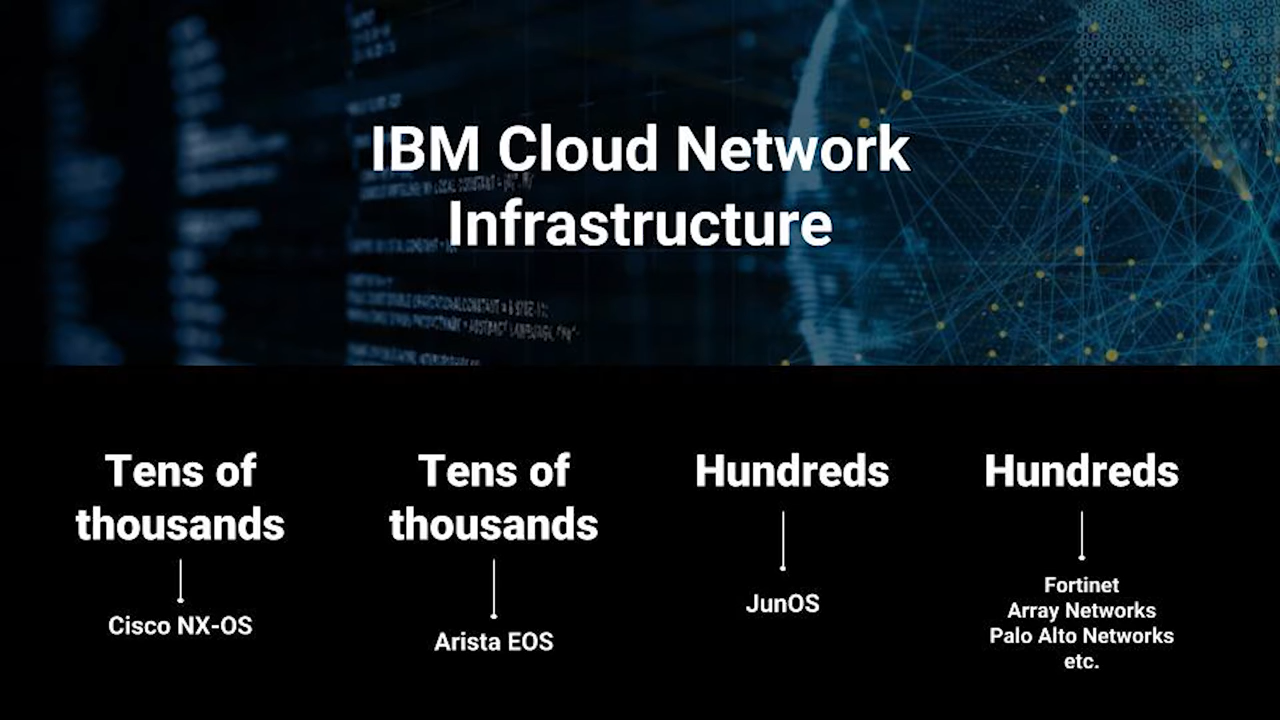 IBM Cloud Network
Infrastructure
Tens of
thousands
Cisco NX-OS
Tens of
thousands
Arista EOS
Hundreds
JunOS
Hundreds
Fortinet
Array Networks
Palo Alto Networks
etc.